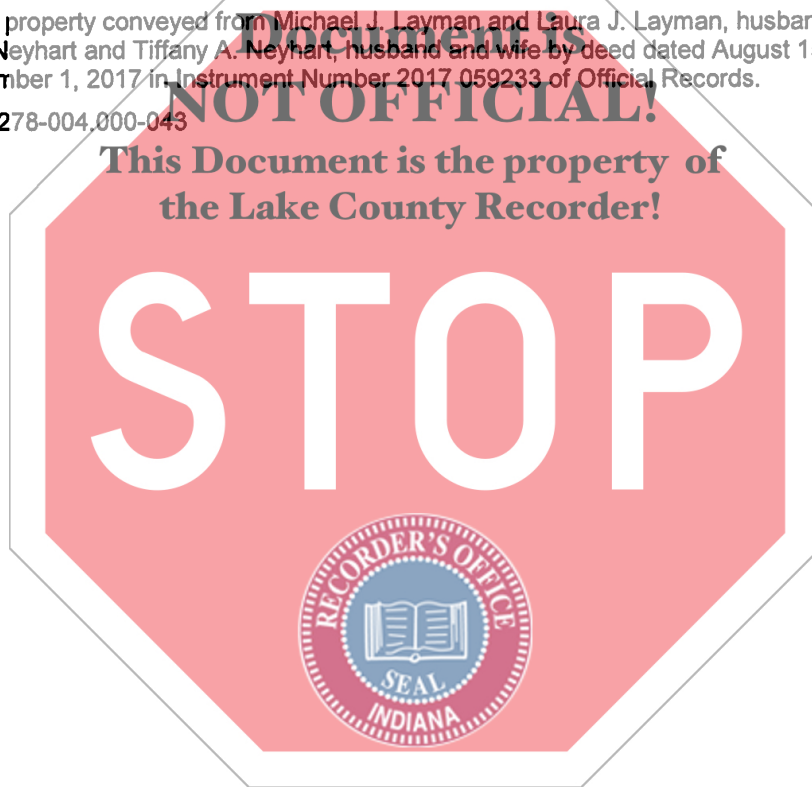 property conveyed from Michael J. Layman and Laura J. Layman, husban
Neyhart and Tiffany A. Neyhart, husband and wife by deed dated August 1
mber 1, 2017 in Instrument Number 2017 059233 of Official Records.
278-004.000-043
Document is
NOT OFFICIAL!
This Document is the property of
the Lake County Recorder!
STOP
RECORDER'S OFFICE
SEAL
INDIANA